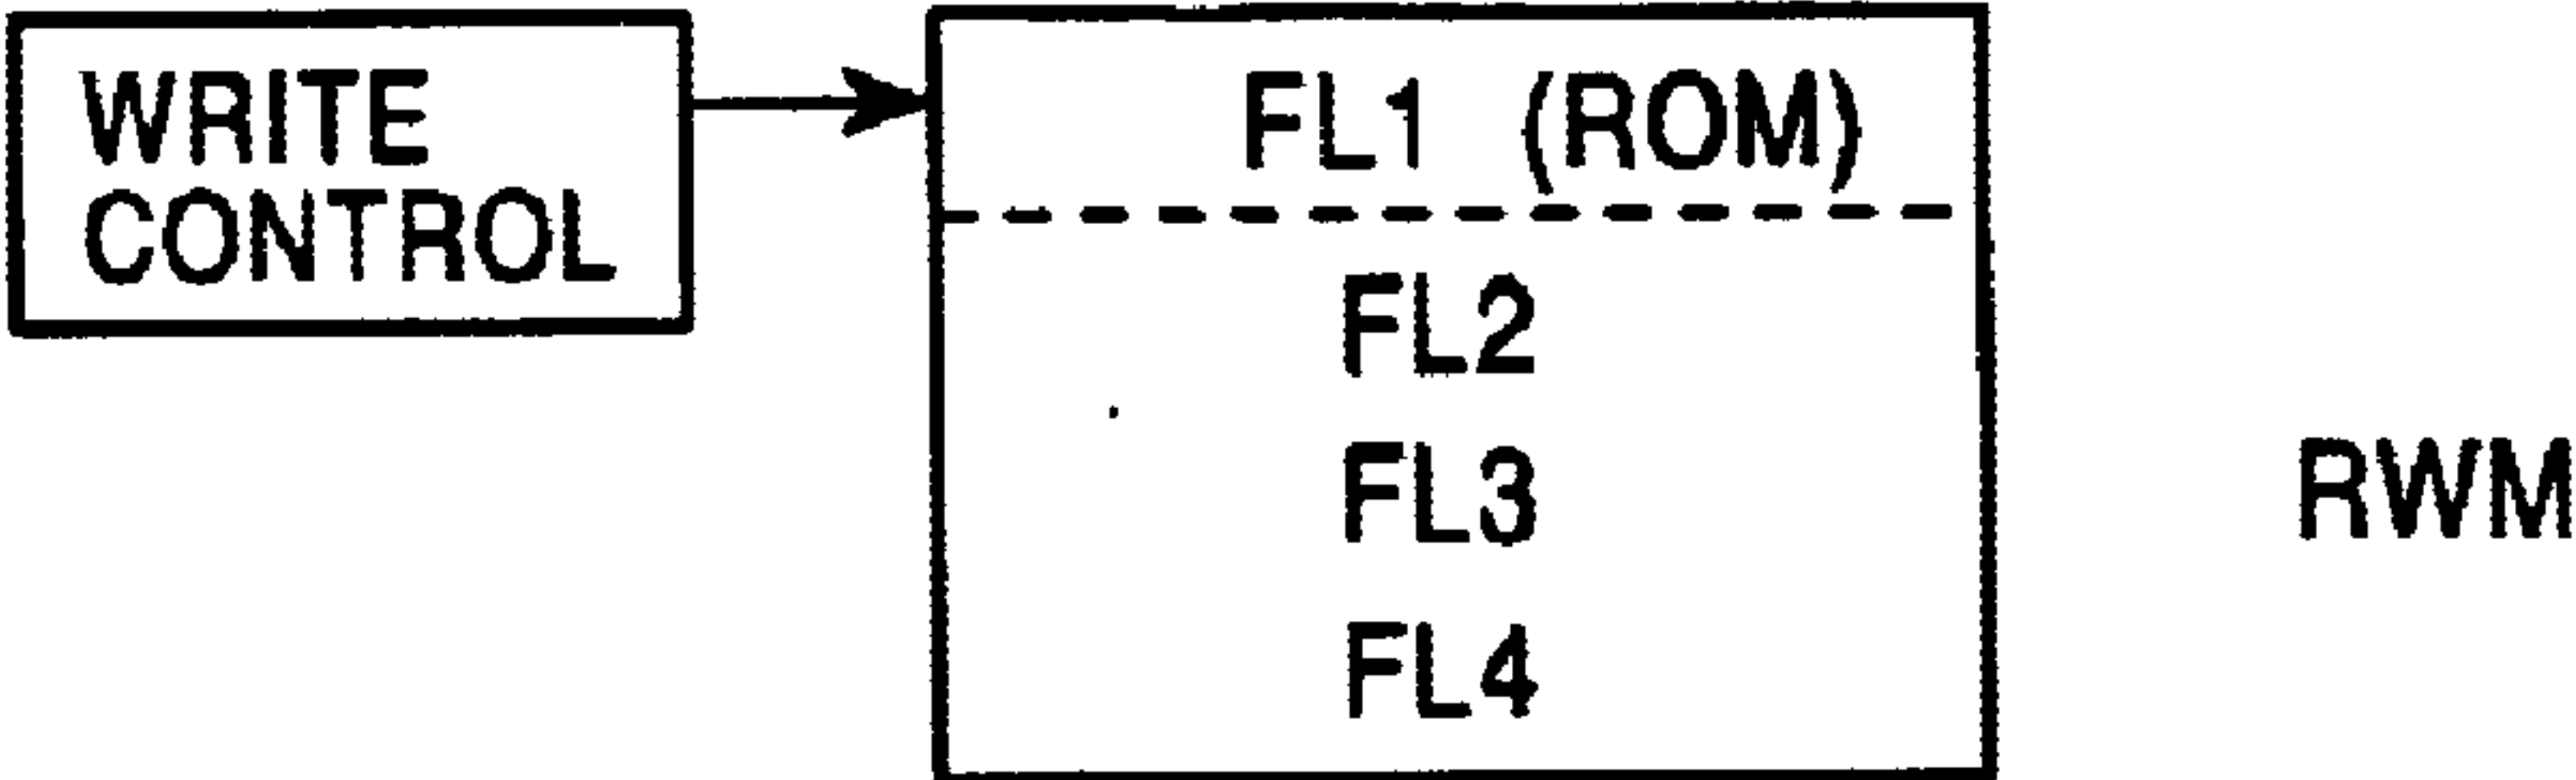 WRITE
CONTROL
FL1 (ROM)
FL2
FL3
RWM
FL4